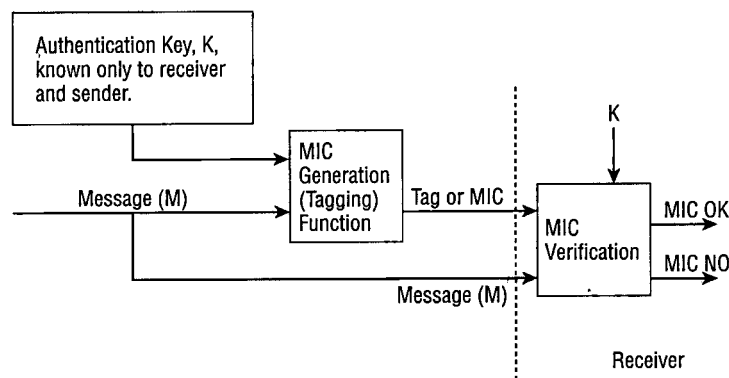 Authentication Key, K,
known only to receiver
and sender.
K
MIC
Generation
(Tagging)
Function
Message (M)
Tag or MIC
MIC
Verification
MIC OK
MIC NO
Message (M)
Receiver